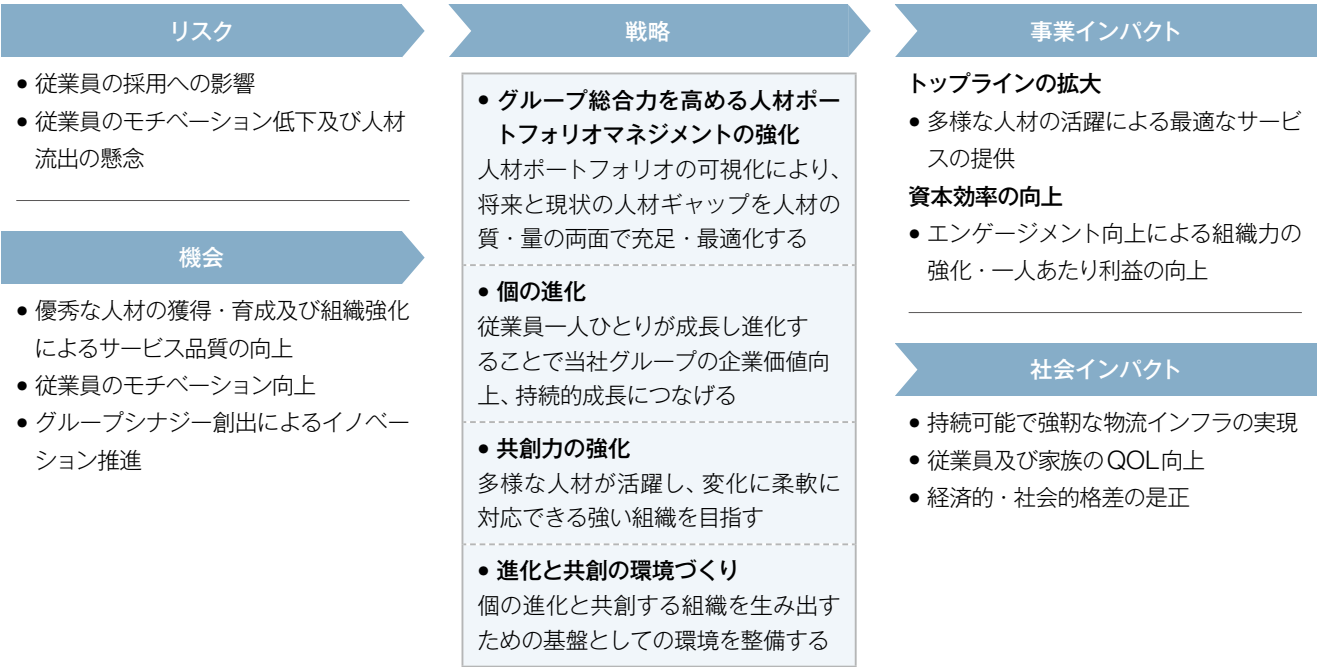 リスク
• 従業員の採用への影響
• 従業員のモチベーション低下及び人材
流出の懸念
機会
• 優秀な人材の獲得・育成及び組織強化
によるサービス品質の向上
• 従業員のモチベーション向上
• グループシナジー創出によるイノベー
ション推進
戦略
• グループ総合力を高める人材ポー
トフォリオマネジメントの強化
人材ポートフォリオの可視化により、
将来と現状の人材ギャップを人材の
質・量の両面で充足・最適化する
• 個の進化
従業員一人ひとりが成長し進化す
ることで当社グループの企業価値向
上、持続的成長につなげる
• 共創力の強化
多様な人材が活躍し、変化に柔軟に
対応できる強い組織を目指す
• 進化と共創の環境づくり
個の進化と共創する組織を生み出す
ための基盤としての環境を整備する
事業インパクト
トップラインの拡大
• 多様な人材の活躍による最適なサービ
スの提供
資本効率の向上
• エンゲージメント向上による組織力の
強化・一人あたり利益の向上
社会インパクト
• 持続可能で強靭な物流インフラの実現
• 従業員及び家族のQOL向上
• 経済的・社会的格差の是正